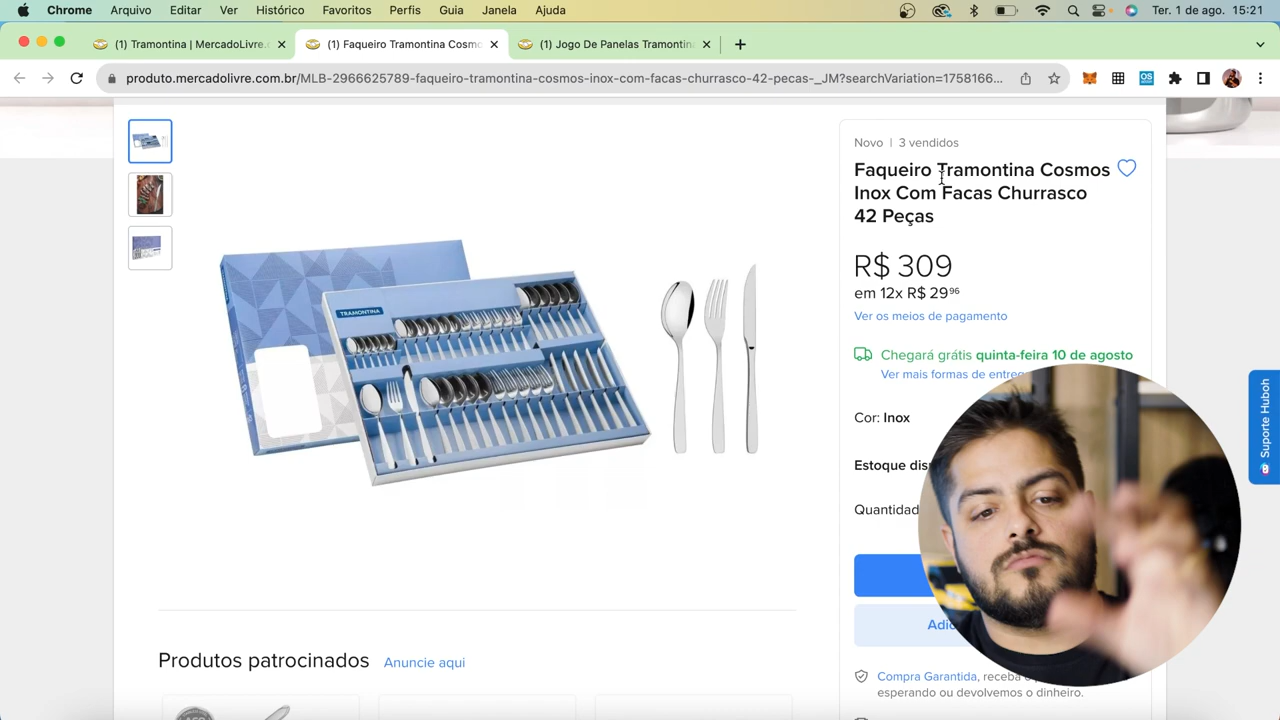 Chrome Arquivo Editar Ver Histórico Favoritos Perfis Guia Janela Ajuda Ter. 1 de ago. 15:21
(1) Tramontina | MercadoLivre.c (1) Faqueiro Tramontina Cosmo (1) Jogo De Panelas Tramontin
produto.mercadolivre.com.br/MLB-2966625789-faqueiro-tramontina-cosmos-inox-com-facas-churrasco-42-pecas-_JM?searchVariation=1758166...
Novo | 3 vendidos
Faqueiro Tramontina Cosmos
Inox Com Facas Churrasco
42 Peças
R$ 309
em 12x R$ 29⁹⁶
Ver os meios de pagamento
Chegará grátis quinta-feira 10 de agosto
Ver mais formas de entrega
Cor: Inox
Estoque dis
Quantidad
Adic
Compra Garantida, receba o p
esperando ou devolvemos o dinheiro.
TRAMONTINA
Suporte Huboh
Produtos patrocinados Anuncie aqui